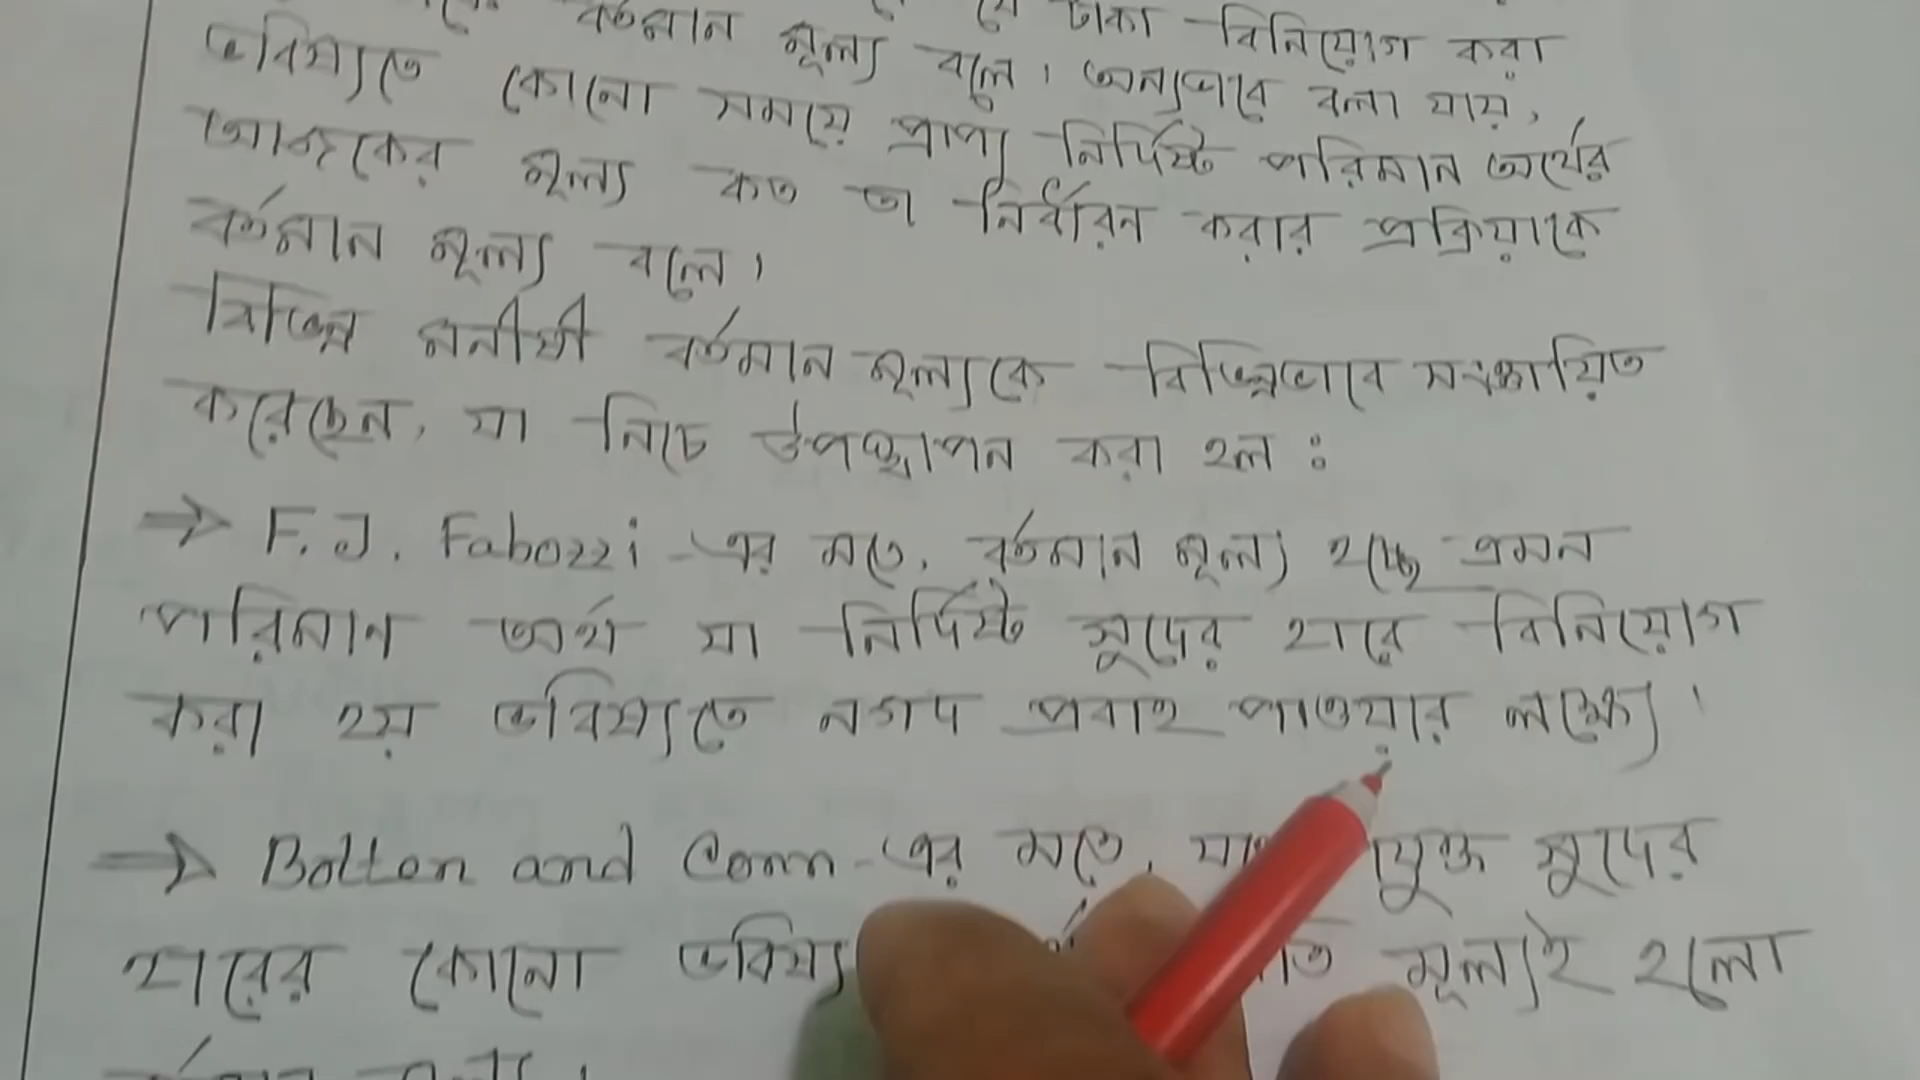 বর্তমান মূল্য বলে। অন্যভাবে বলা যায়,
যে টাকা বিনিয়োগ করা
ভবিষ্যতে কোনো সময়ে প্রাপ্য নির্দিষ্ট পরিমান অর্থের
আজকের মূল্য কত তা নির্ধারন করার প্রক্রিয়াকে
বর্তমান মূল্য বলে।
বিভিন্ন মনীষী বর্তমান মূল্যকে বিভিন্নভাবে সংজ্ঞায়িত
করেছেন, যা নিচে উপস্থাপন করা হল :
⇒ F. J. Fabozzi-এর মতে, বর্তমান মূল্য হচ্ছে এমন
পরিমান অর্থ যা নির্দিষ্ট সুদের হারে বিনিয়োগ
করা হয় ভবিষ্যতে নগদ প্রবাহ পাওয়ার লক্ষ্যে।
⇒ Bolten and Conn-এর মতে, যুক্ত সুদের
হারের কোনো ভবিষ্য মূল্যই হলো